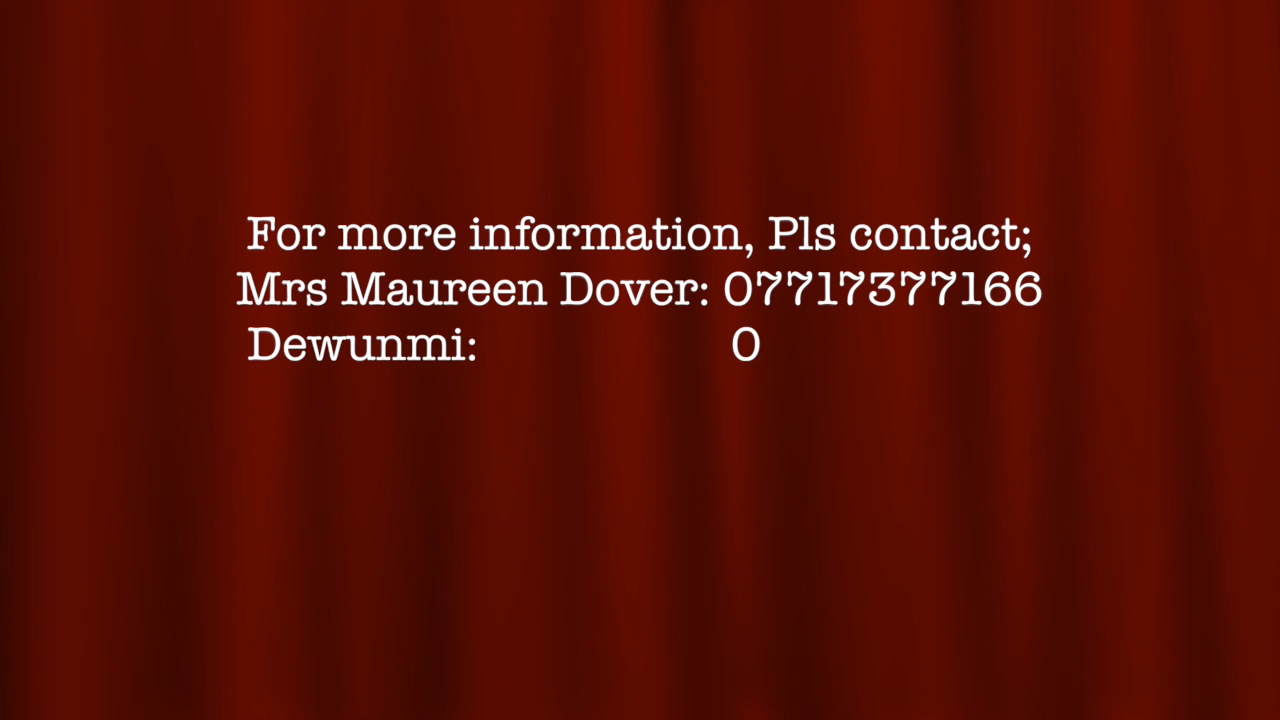 For more information, Pls contact;
Mrs Maureen Dover: 07717377166
Dewunmi: 0